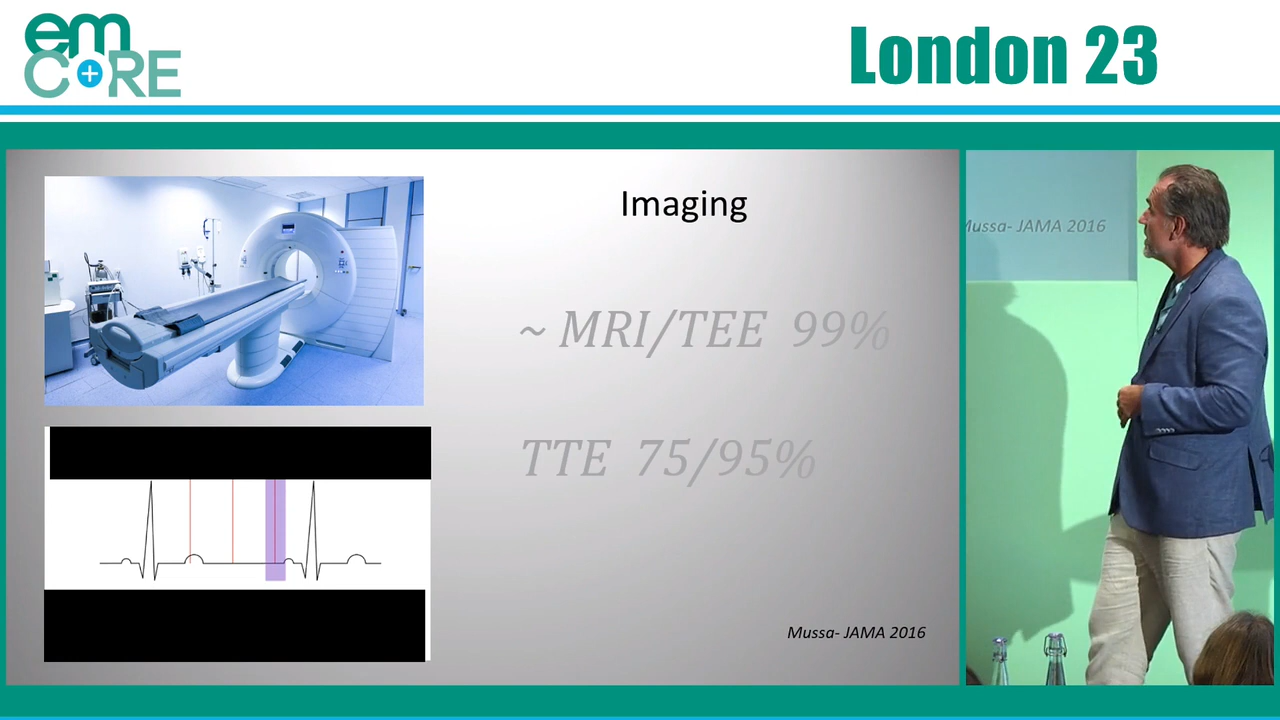 em
CORE
London 23
Imaging
~ MRI/TEE 99%
TTE 75/95%
Mussa- JAMA 2016
Mussa- JAMA 2016